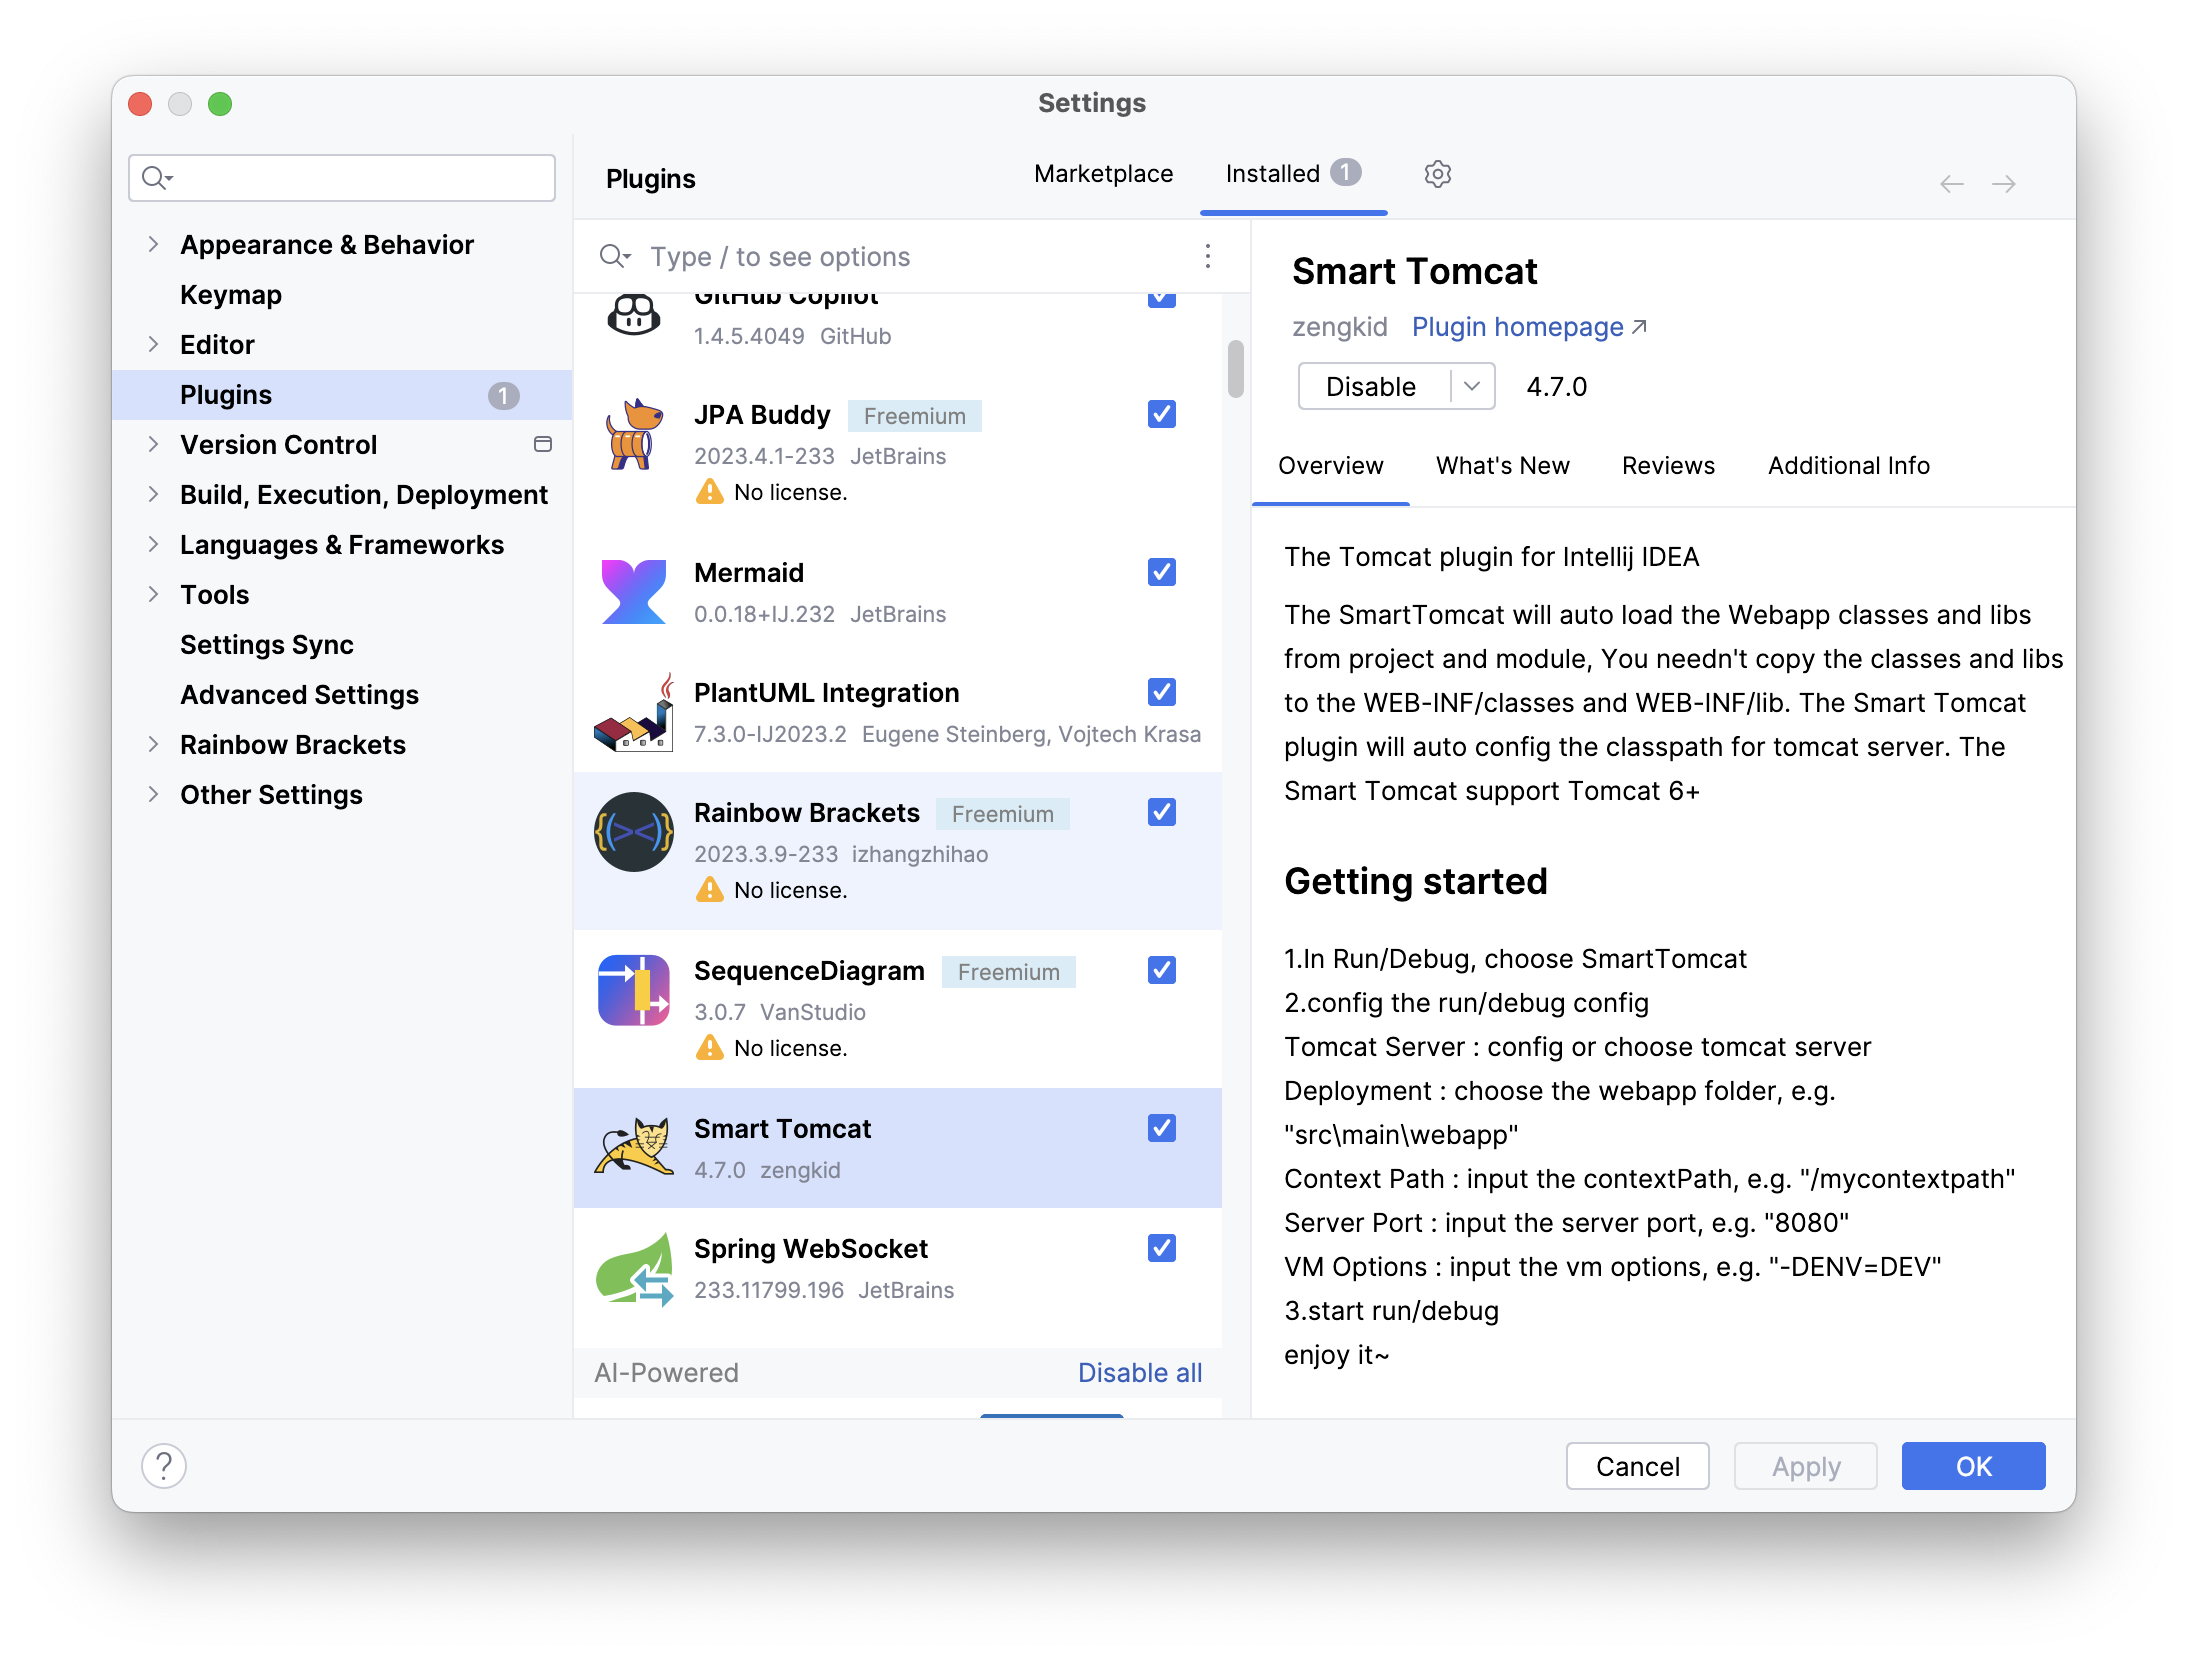 Settings
Plugins
Marketplace
Installed 1
Appearance & Behavior
Keymap
Editor
Plugins 1
Version Control
Build, Execution, Deployment
Languages & Frameworks
Tools
Settings Sync
Advanced Settings
Rainbow Brackets
Other Settings
Type / to see options
GitHub Copilot
1.4.5.4049 GitHub
JPA Buddy Freemium
2023.4.1-233 JetBrains
No license.
Mermaid
0.0.18+IJ.232 JetBrains
PlantUML Integration
7.3.0-IJ2023.2 Eugene Steinberg, Vojtech Krasa
Rainbow Brackets Freemium
2023.3.9-233 izhangzhihao
No license.
SequenceDiagram Freemium
3.0.7 VanStudio
No license.
Smart Tomcat
4.7.0 zengkid
Spring WebSocket
233.11799.196 JetBrains
AI-Powered Disable all
Smart Tomcat
zengkid Plugin homepage
Disable 4.7.0
Overview What's New Reviews Additional Info
The Tomcat plugin for Intellij IDEA
The SmartTomcat will auto load the Webapp classes and libs
from project and module, You needn't copy the classes and libs
to the WEB-INF/classes and WEB-INF/lib. The Smart Tomcat
plugin will auto config the classpath for tomcat server. The
Smart Tomcat support Tomcat 6+
Getting started
1.In Run/Debug, choose SmartTomcat
2.config the run/debug config
Tomcat Server : config or choose tomcat server
Deployment : choose the webapp folder, e.g.
"src\main\webapp"
Context Path : input the contextPath, e.g. "/mycontextpath"
Server Port : input the server port, e.g. "8080"
VM Options : input the vm options, e.g. "-DENV=DEV"
3.start run/debug
enjoy it~
?
Cancel
Apply
OK